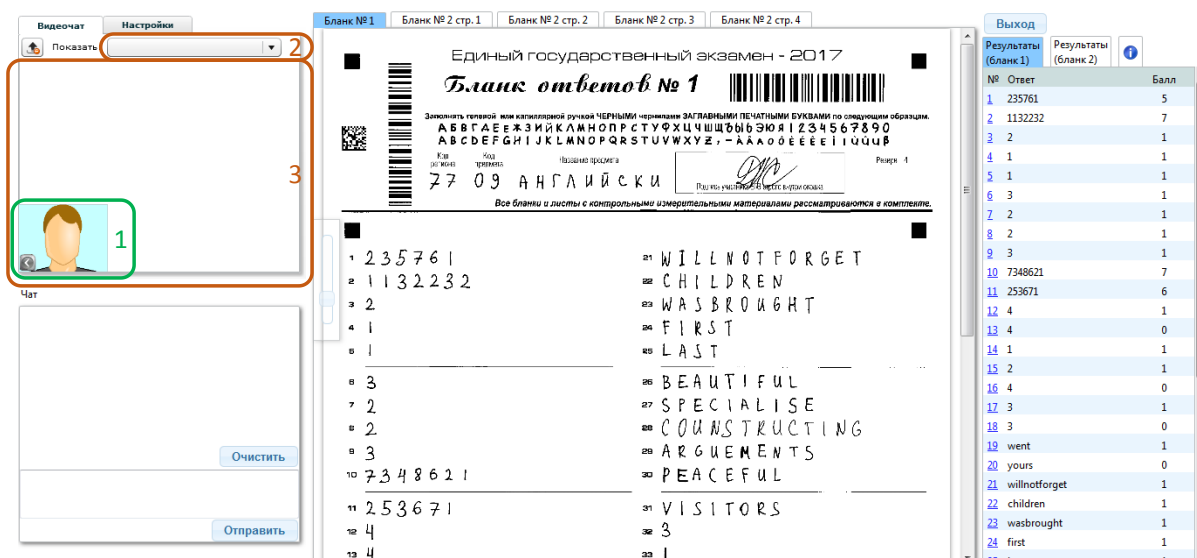 Видеочат
Настройки
Показать
2
3
1
Чат
Очистить
Отправить
Бланк № 1
Бланк № 2 стр. 1
Бланк № 2 стр. 2
Бланк № 2 стр. 3
Бланк № 2 стр. 4
Единый государственный экзамен - 2017
Бланк ответов № 1
Заполнять гелевой или капиллярной ручкой ЧЕРНЫМИ чернилами ЗАГЛАВНЫМИ ПЕЧАТНЫМИ БУКВАМИ по следующим образцам.
АБВГДЕЕЖЗИЙКЛМНОПРСТУФХЦЧШЩЪЫЬЭЮЯ1234567890
ABCDEFGHIJKLMNOPQRSTUVWXYZ,-
Код региона
Код предмета
Название предмета
Резерв - 4
77 09 АНГЛИЙСКИ
Все бланки и листы с контрольными измерительными материалами рассматриваются в комплекте.
1 235761
2 1132232
3 2
4 1
5 1
6 3
7 2
8 2
9 3
10 7348621
11 253671
12 4
13 4
21 WILLNOTFORGET
22 CHILDREN
23 WASBROUGHT
24 FIRST
25 LAST
26 BEAUTIFUL
27 SPECIALISE
28 COUNSTRUCTING
29 ARGUEMENTS
30 PEACEFUL
31 VISITORS
32 3
33 1
Выход
Результаты (бланк 1)
Результаты (бланк 2)
№ Ответ Балл
1 235761 5
2 1132232 7
3 2 1
4 1 1
5 1 1
6 3 1
7 2 1
8 2 1
9 3 1
10 7348621 7
11 253671 6
12 4 1
13 4 0
14 1 1
15 2 1
16 4 0
17 3 1
18 3 0
19 went 1
20 yours 0
21 willnotforget 1
22 children 1
23 wasbrought 1
24 first 1